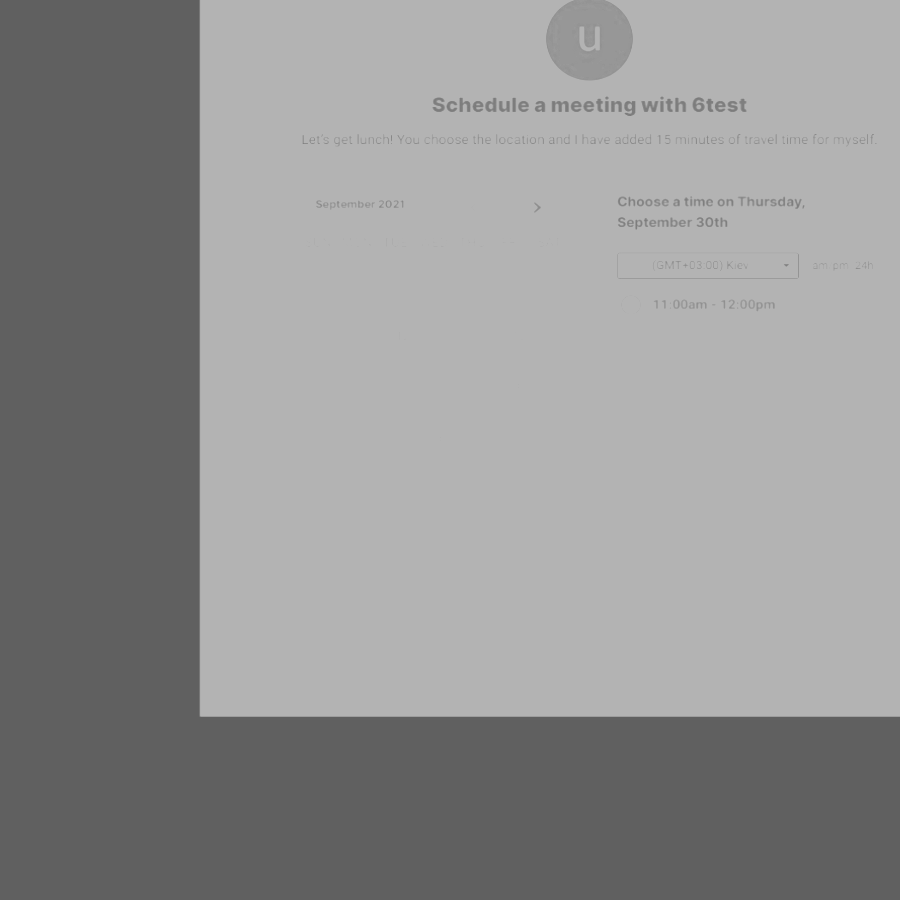 u
Schedule a meeting with 6test
Let's get lunch! You choose the location and I have added 15 minutes of travel time for myself.
September 2021
Choose a time on Thursday,
September 30th
(GMT+03:00) Kiev
am pm 24h
11:00am - 12:00pm